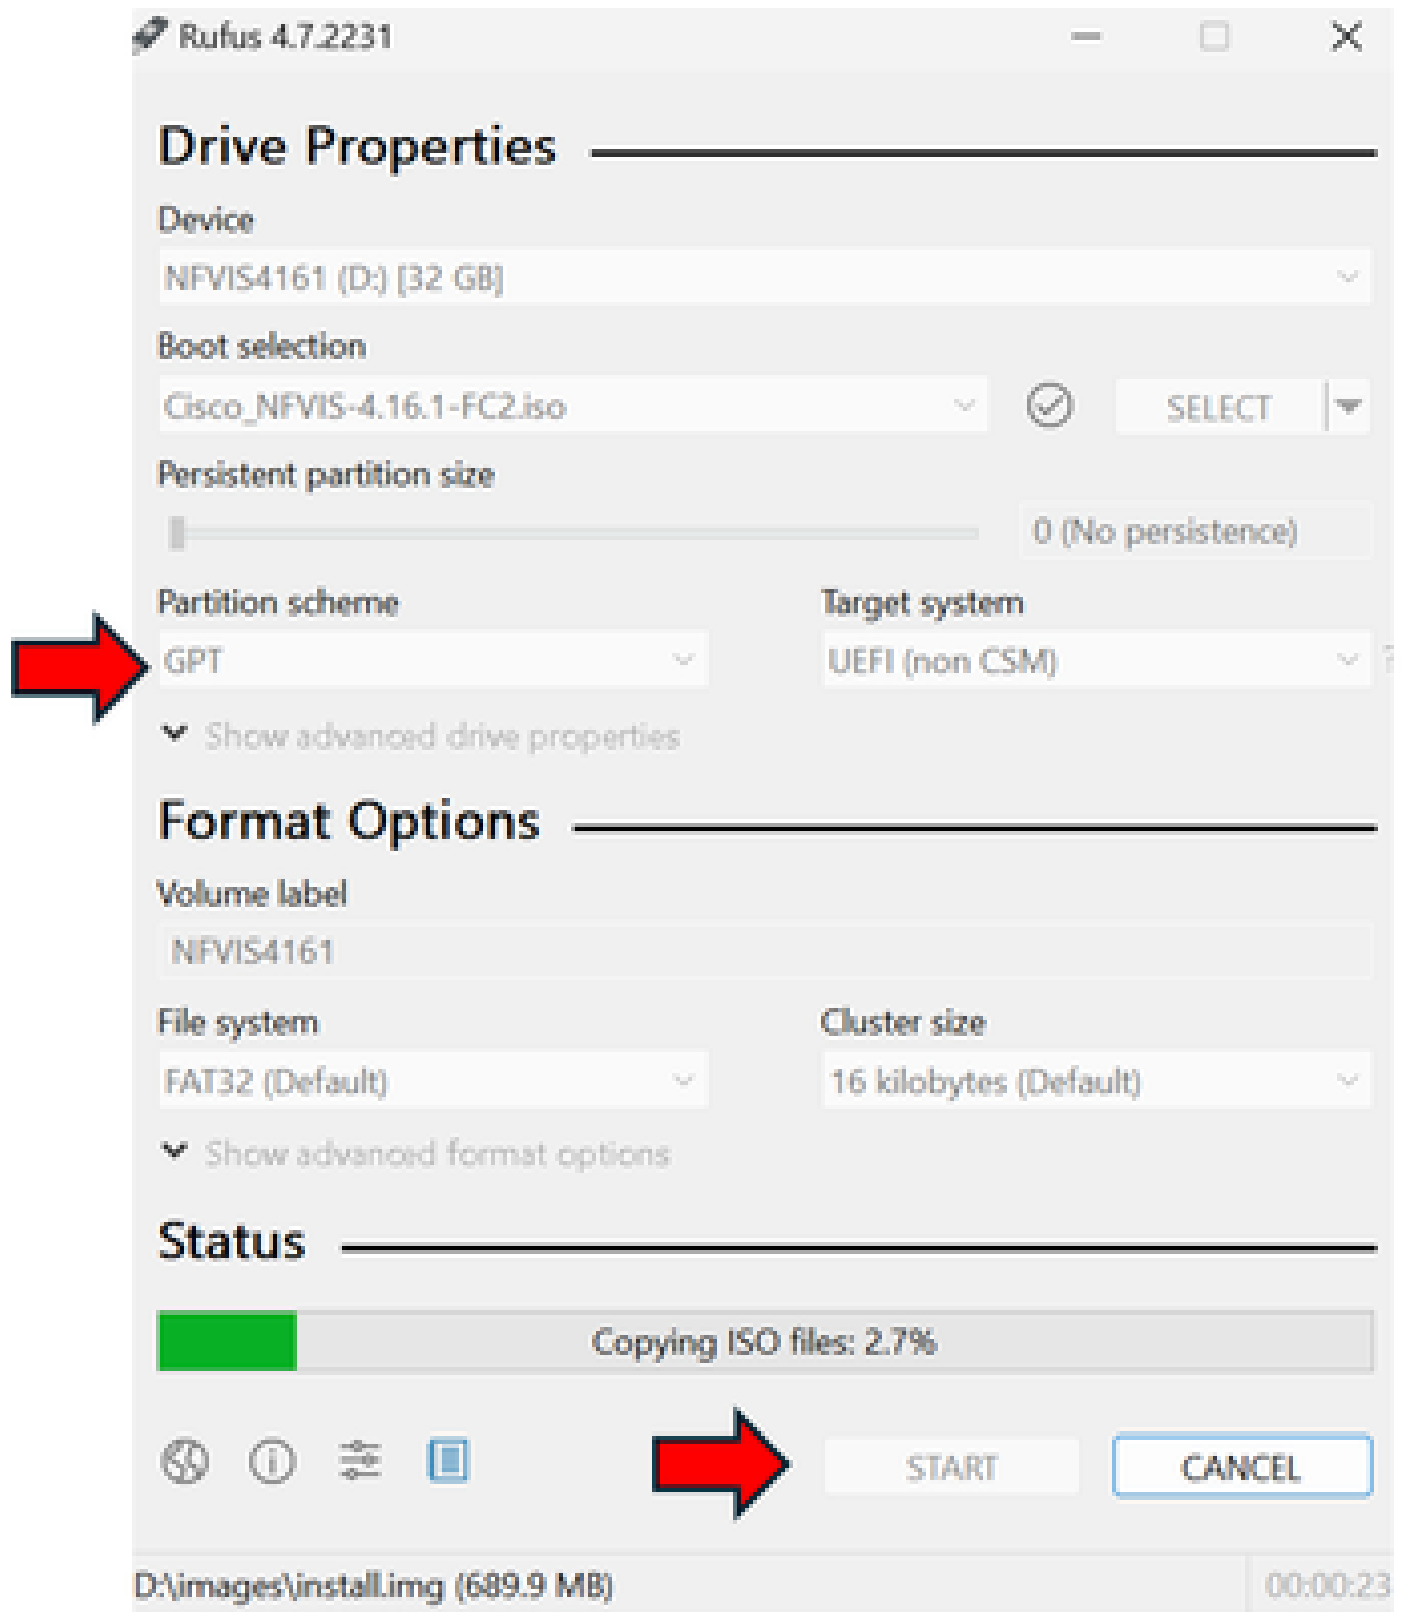 Rufus 4.7.2231
Drive Properties
Device
NFVIS4161 (D:) [32 GB]
Boot selection
Cisco_NFVIS-4.16.1-FC2.iso
SELECT
Persistent partition size
0 (No persistence)
Partition scheme
Target system
GPT
UEFI (non CSM)
?
Show advanced drive properties
Format Options
Volume label
NFVIS4161
File system
Cluster size
FAT32 (Default)
16 kilobytes (Default)
Show advanced format options
Status
Copying ISO files: 2.7%
START
CANCEL
D:\images\install.img (689.9 MB)
00:00:23